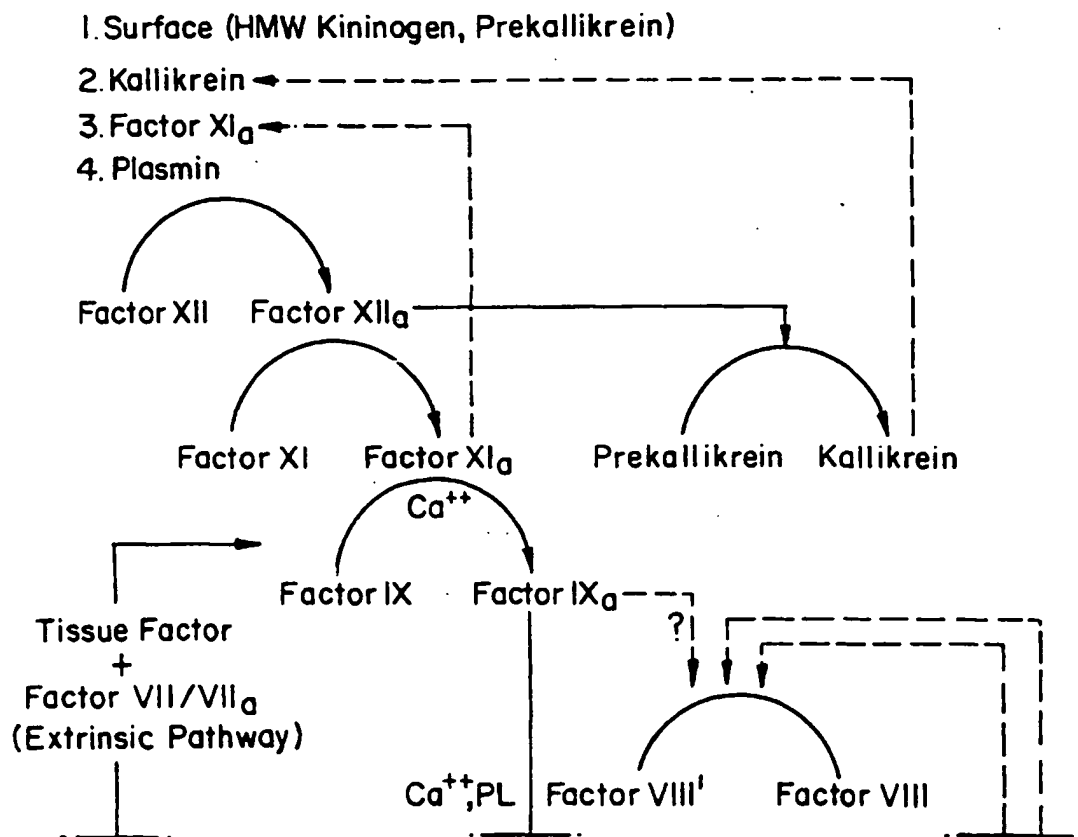 1. Surface (HMW Kininogen, Prekallikrein)
2. Kallikrein
3. Factor XIa
4. Plasmin
Factor XII Factor XIIa
Factor XI Factor XIa Prekallikrein Kallikrein
Ca++
Factor IX Factor IXa
?
Tissue Factor
+
Factor VII/VIIa
(Extrinsic Pathway)
Ca++,PL Factor VIII' Factor VIII